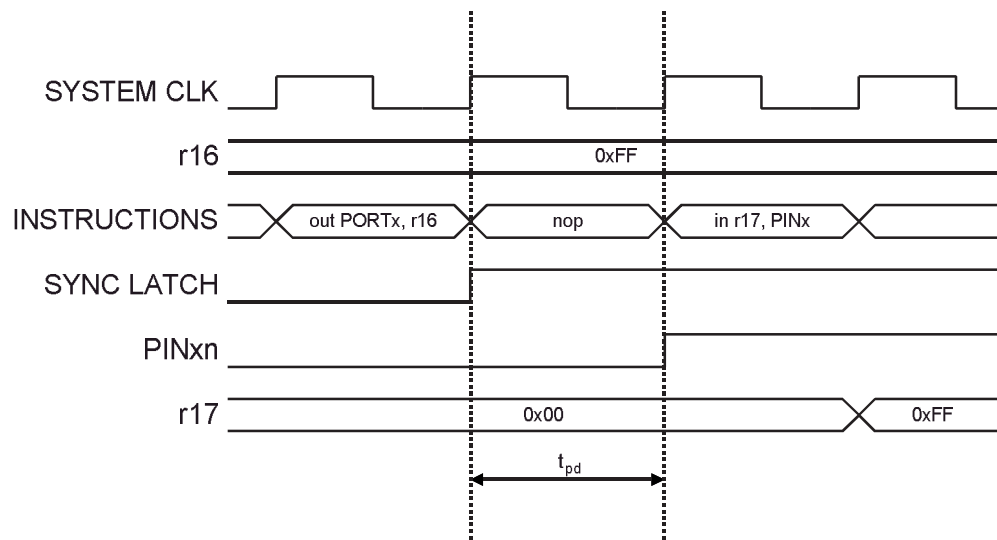 SYSTEM CLK
r16
0xFF
INSTRUCTIONS
out PORTx, r16
nop
in r17, PINx
SYNC LATCH
PINxn
r17
0x00
0xFF
tpd